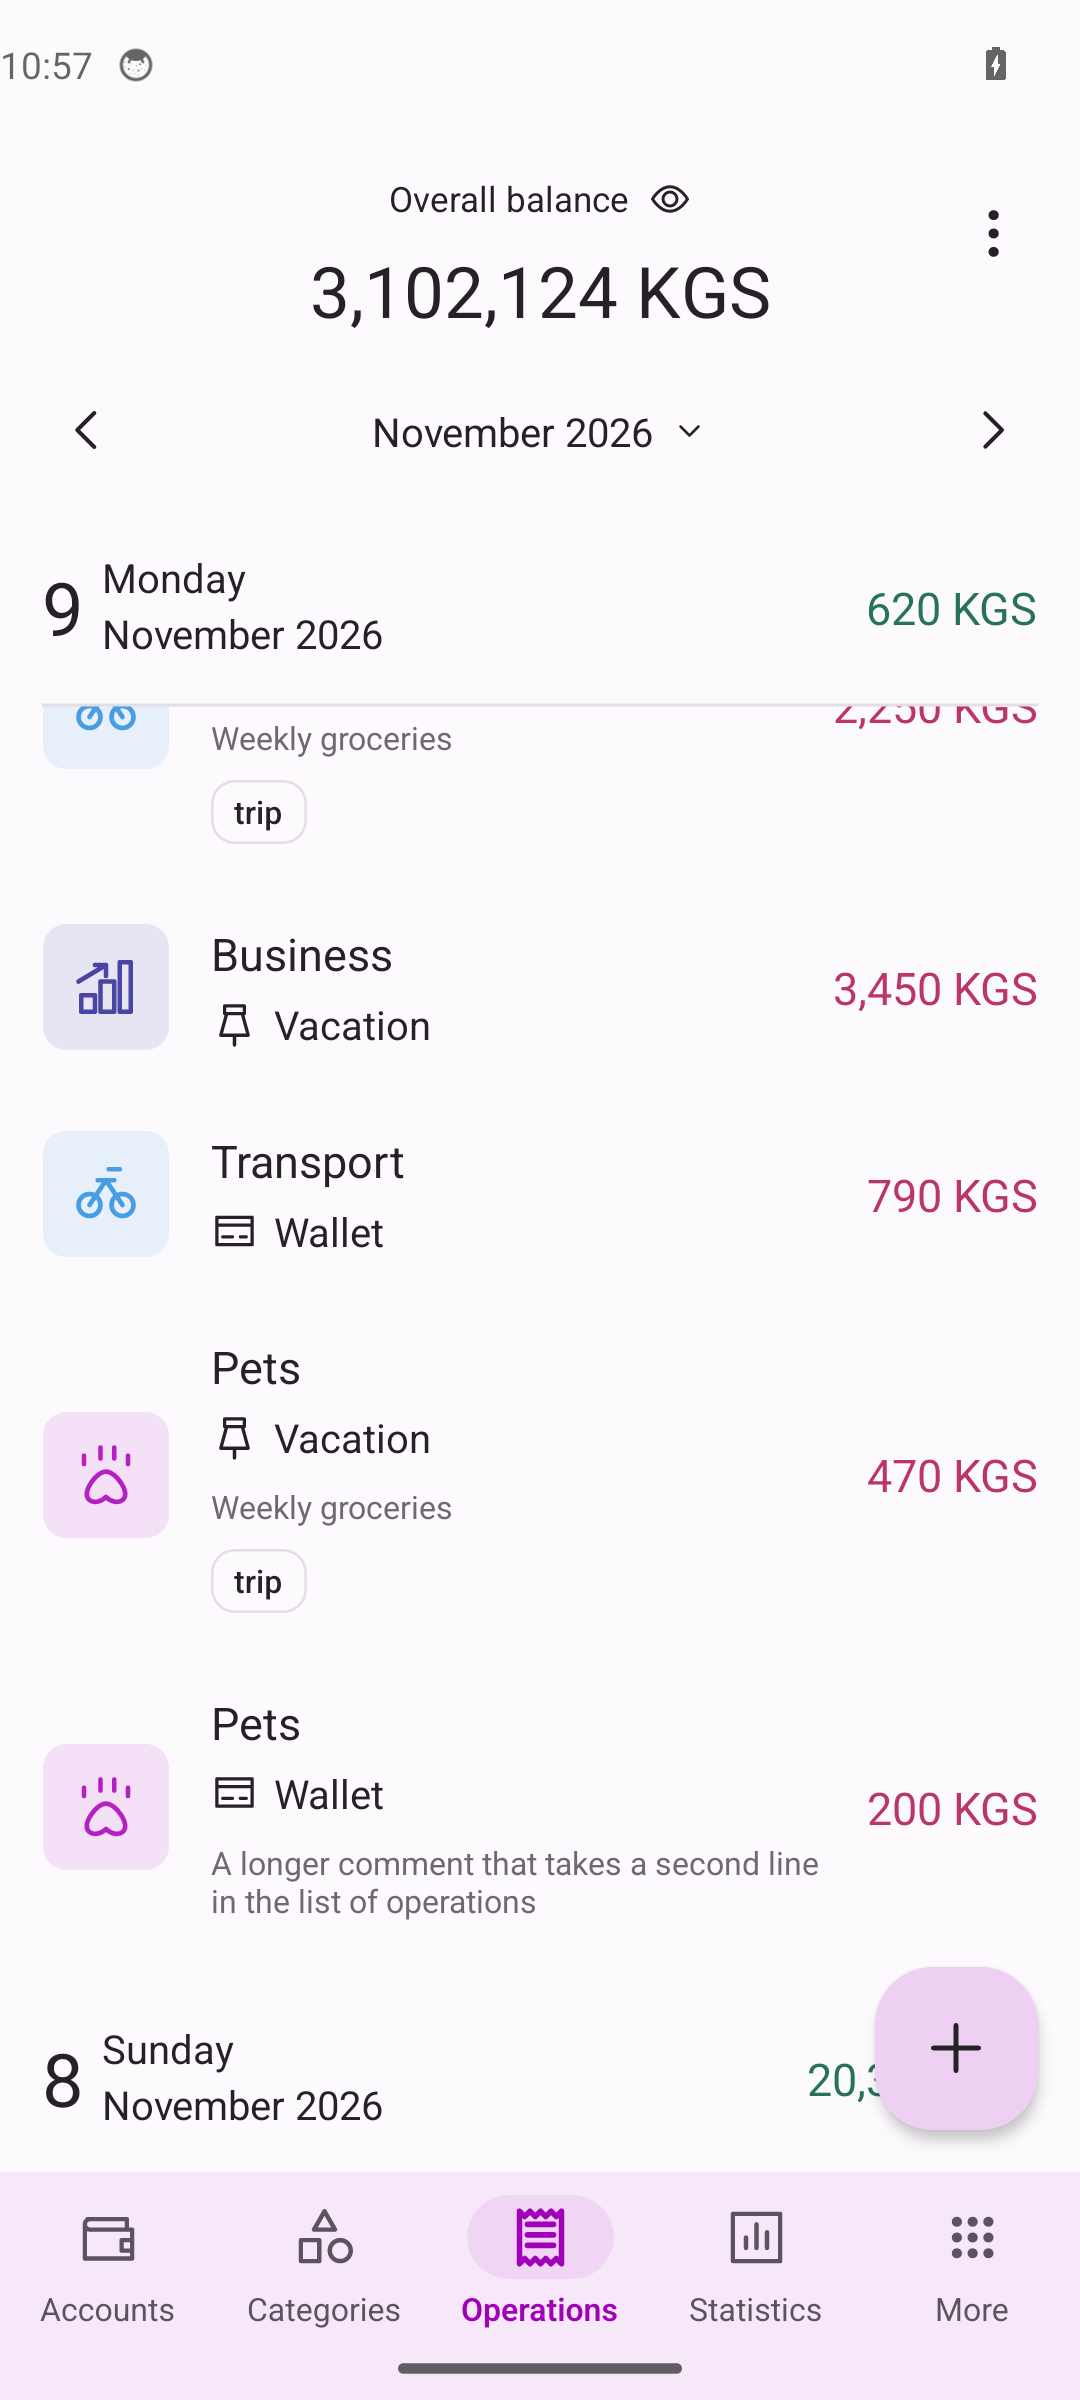 10:57
Overall balance
3,102,124 KGS
November 2026
9
Monday
November 2026
620 KGS
2,250 KGS
Weekly groceries
trip
Business
Vacation
3,450 KGS
Transport
Wallet
790 KGS
Pets
Vacation
Weekly groceries
trip
470 KGS
Pets
Wallet
A longer comment that takes a second line
in the list of operations
200 KGS
8
Sunday
November 2026
Accounts
Categories
Operations
Statistics
More